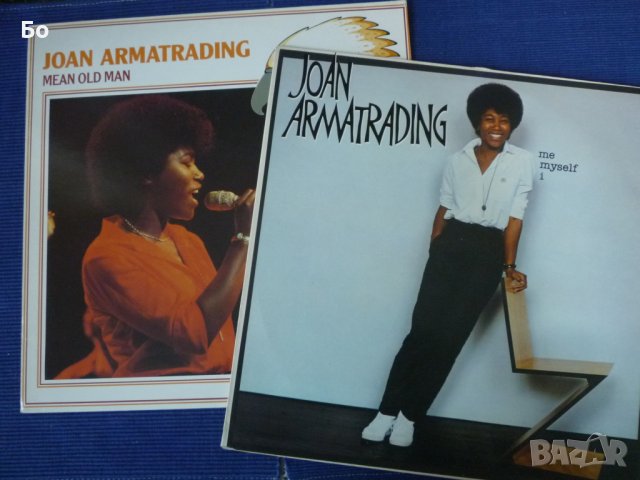 Бо
JOAN ARMATRADING
MEAN OLD MAN
JOAN
ARMATRADING
me
myself
i
BAZAR